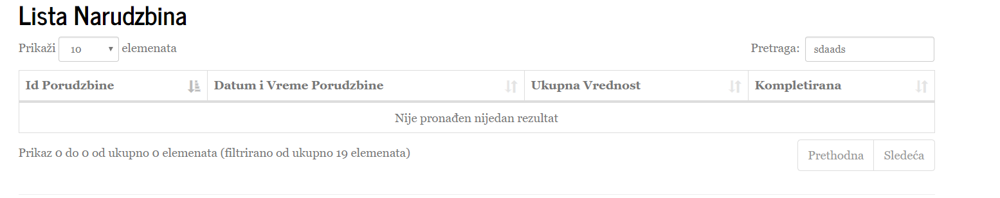 Lista Narudzbina
Prikaži 10 elemenata
Pretraga: sdaads
Id Porudzbine Datum i Vreme Porudzbine Ukupna Vrednost Kompletirana
Nije pronađen nijedan rezultat
Prikaz 0 do 0 od ukupno 0 elemenata (filtrirano od ukupno 19 elemenata)
Prethodna Sledeća